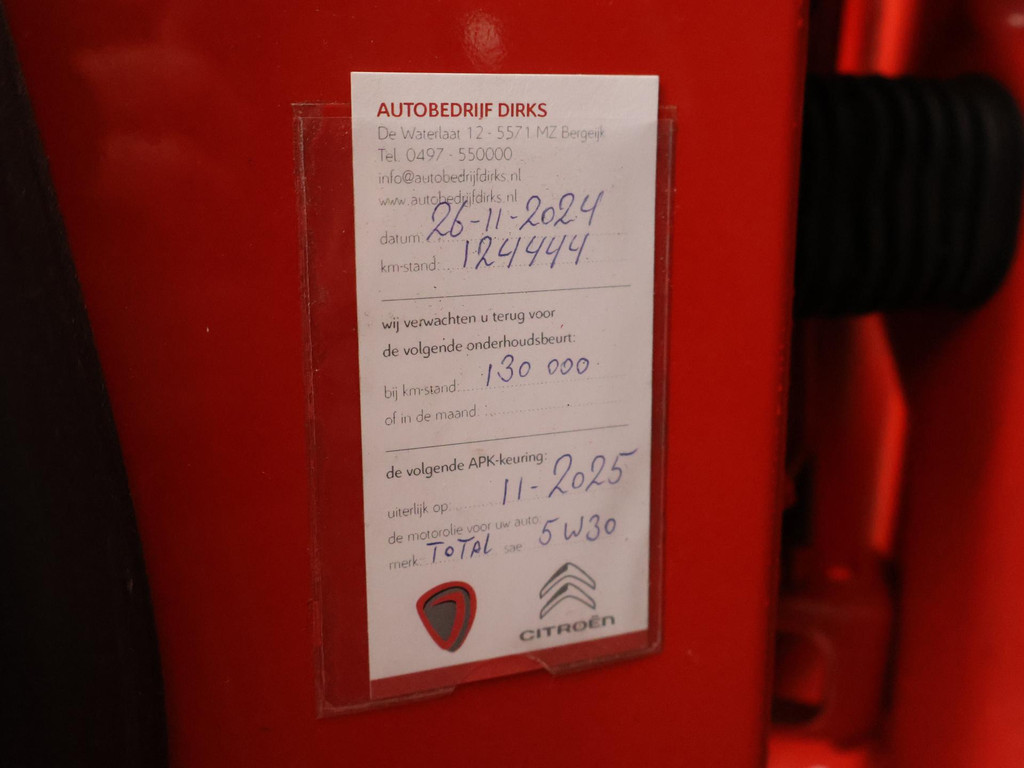 AUTOBEDRIJF DIRKS
De Waterlaat 12 - 5571 MZ Bergeijk
Tel. 0497 - 550000
info@autobedrijfdirks.nl
www.autobedrijfdirks.nl
datum: 26-11-2024
km-stand: 124444
wij verwachten u terug voor
de volgende onderhoudsbeurt:
bij km-stand: 130 000
of in de maand:
de volgende APK-keuring:
uiterlijk op: 11-2025
de motorolie voor uw auto:
merk: TOTAL sae 5W30
CITROËN